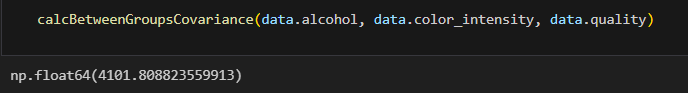 calcBetweenGroupsCovariance(data.alcohol, data.color_intensity, data.quality)
np.float64(4101.808823559913)